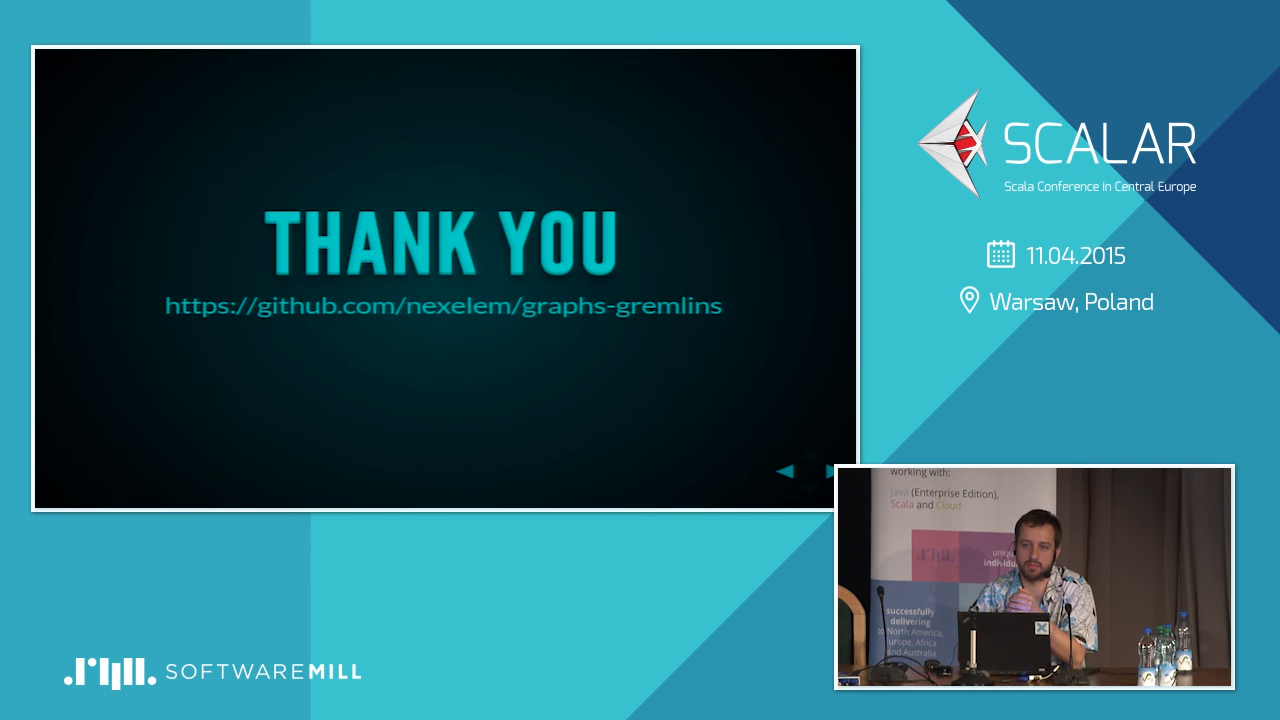 THANK YOU
https://github.com/nexelem/graphs-gremlins
SCALAR
Scala Conference in Central Europe
11.04.2015
Warsaw, Poland
working with:
Java (Enterprise Edition),
Scala and Cloud
successfully
delivering
to North America,
Europe, Africa
and Australia
SOFTWAREMILL